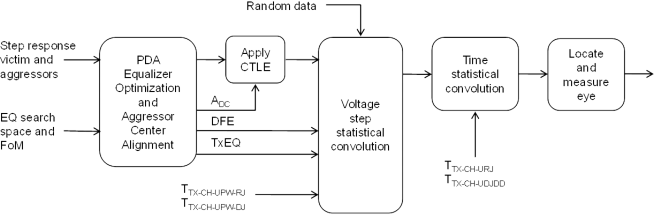 Random data
Step response
victim and
aggressors
EQ search
space and
FoM
PDA
Equalizer
Optimization
and
Aggressor
Center
Alignment
Apply
CTLE
ADC
DFE
TxEQ
TTX-CH-UPW-RJ
TTX-CH-UPW-DJ
Voltage
step
statistical
convolution
Time
statistical
convolution
TTX-CH-URJ
TTX-CH-UDJDD
Locate
and
measure
eye